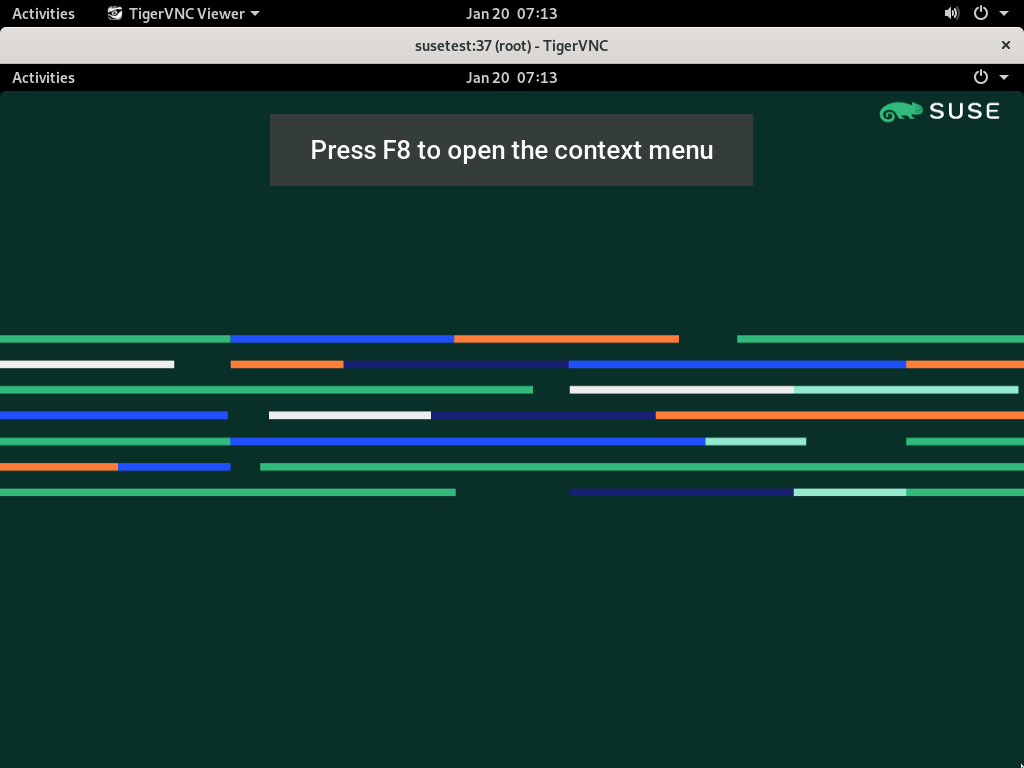 Activities TigerVNC Viewer Jan 20 07:13
susetest:37 (root) - TigerVNC
Activities Jan 20 07:13
SUSE
Press F8 to open the context menu